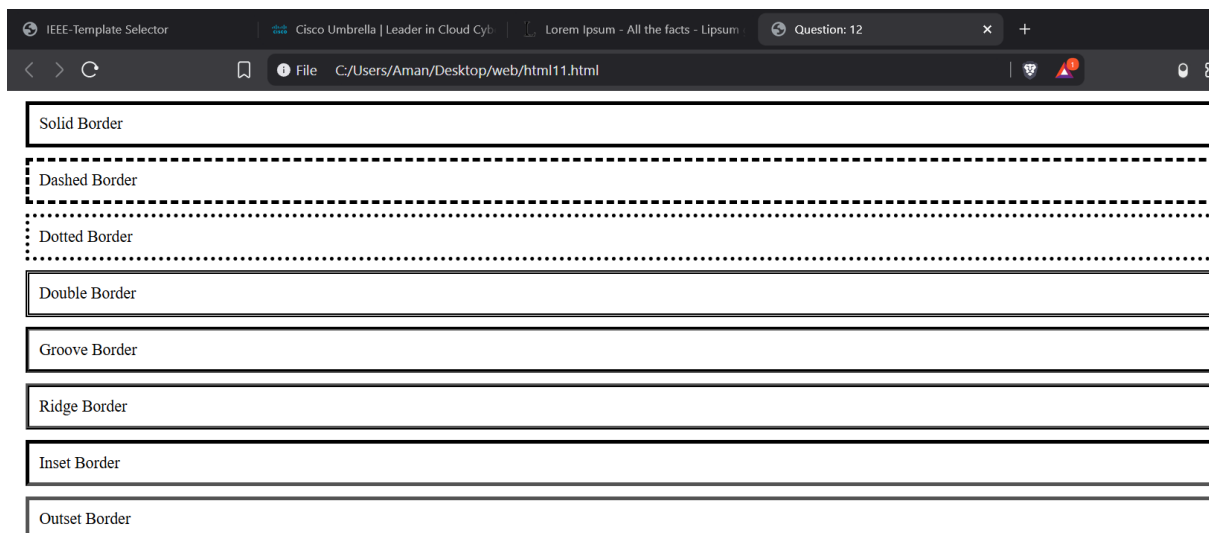 IEEE-Template Selector
Cisco Umbrella | Leader in Cloud Cyb
Lorem Ipsum - All the facts - Lipsum
Question: 12
File C:/Users/Aman/Desktop/web/html11.html
Solid Border
Dashed Border
Dotted Border
Double Border
Groove Border
Ridge Border
Inset Border
Outset Border